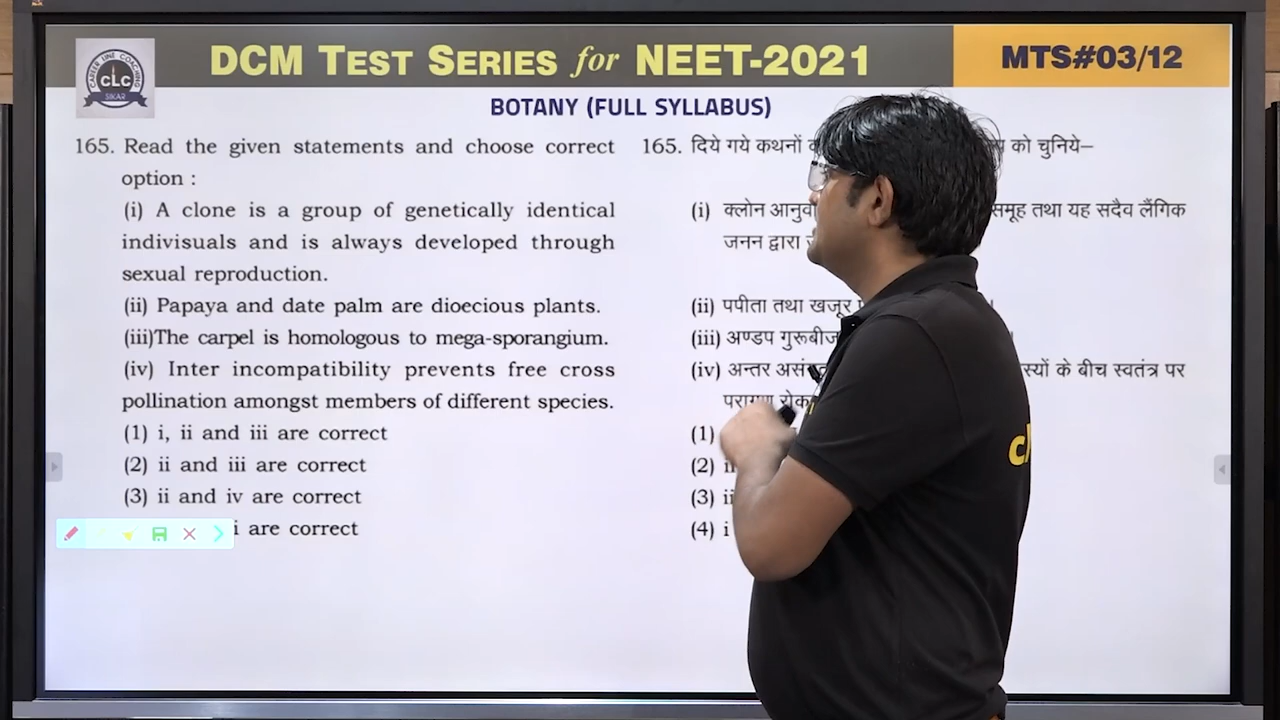 DCM TEST SERIES for NEET-2021
MTS#03/12
CAREER LINE COACHING
CLC
SIKAR
BOTANY (FULL SYLLABUS)
165. Read the given statements and choose correct
option :
(i) A clone is a group of genetically identical
indivisuals and is always developed through
sexual reproduction.
(ii) Papaya and date palm are dioecious plants.
(iii)The carpel is homologous to mega-sporangium.
(iv) Inter incompatibility prevents free cross
pollination amongst members of different species.
(1) i, ii and iii are correct
(2) ii and iii are correct
(3) ii and iv are correct
i are correct
165. दिये गये कथनों को चुनिये–
(i) क्लोन समूह तथा यह सदैव लैंगिक
जनन द्वारा
(ii) पपीता तथा खजूर
(iii) अण्डप
(iv) अन्तर के बीच स्वतंत्र पर
(1)
(2)
(3)
(4) i